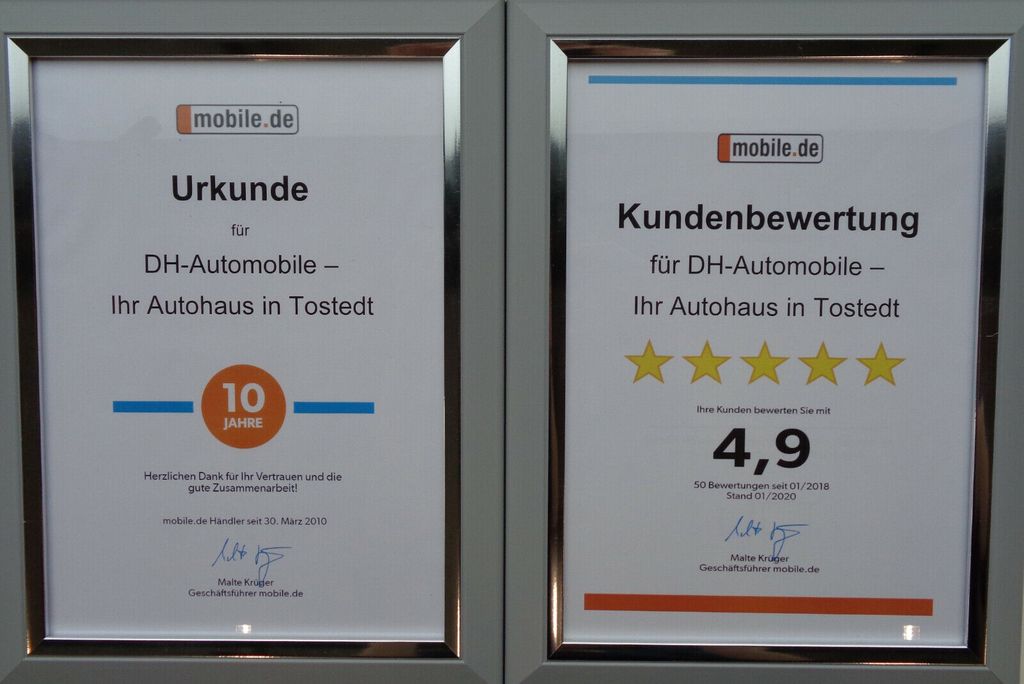 mobile.de
Urkunde
für
DH-Automobile –
Ihr Autohaus in Tostedt
10
JAHRE
Herzlichen Dank für Ihr Vertrauen und die
gute Zusammenarbeit!
mobile.de Händler seit 30. März 2010
Malte Krüger
Geschäftsführer mobile.de
mobile.de
Kundenbewertung
für DH-Automobile –
Ihr Autohaus in Tostedt
Ihre Kunden bewerten Sie mit
4,9
50 Bewertungen seit 01/2018
Stand 01/2020
Malte Krüger
Geschäftsführer mobile.de